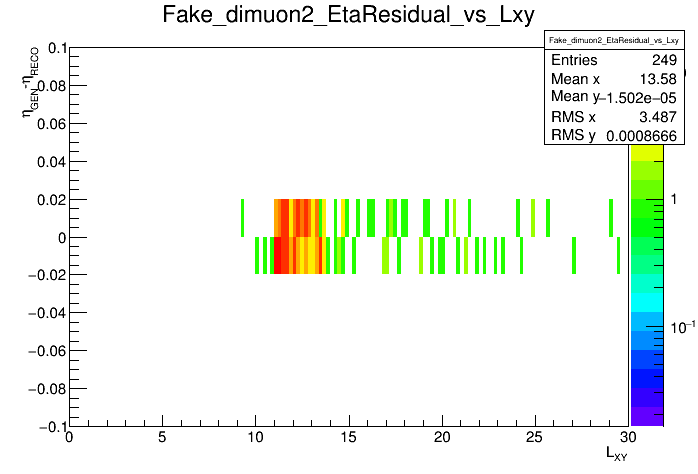 Fake_dimuon2_EtaResidual_vs_Lxy
Fake_dimuon2_EtaResidual_vs_Lxy
Entries 249
Mean x 13.58
Mean y −1.502e−05
RMS x 3.487
RMS y 0.0008666
ηGEN-ηRECO
0.1
0.08
0.06
0.04
0.02
0
−0.02
−0.04
−0.06
−0.08
−0.1
0 5 10 15 20 25 30
LXY
1
10−1